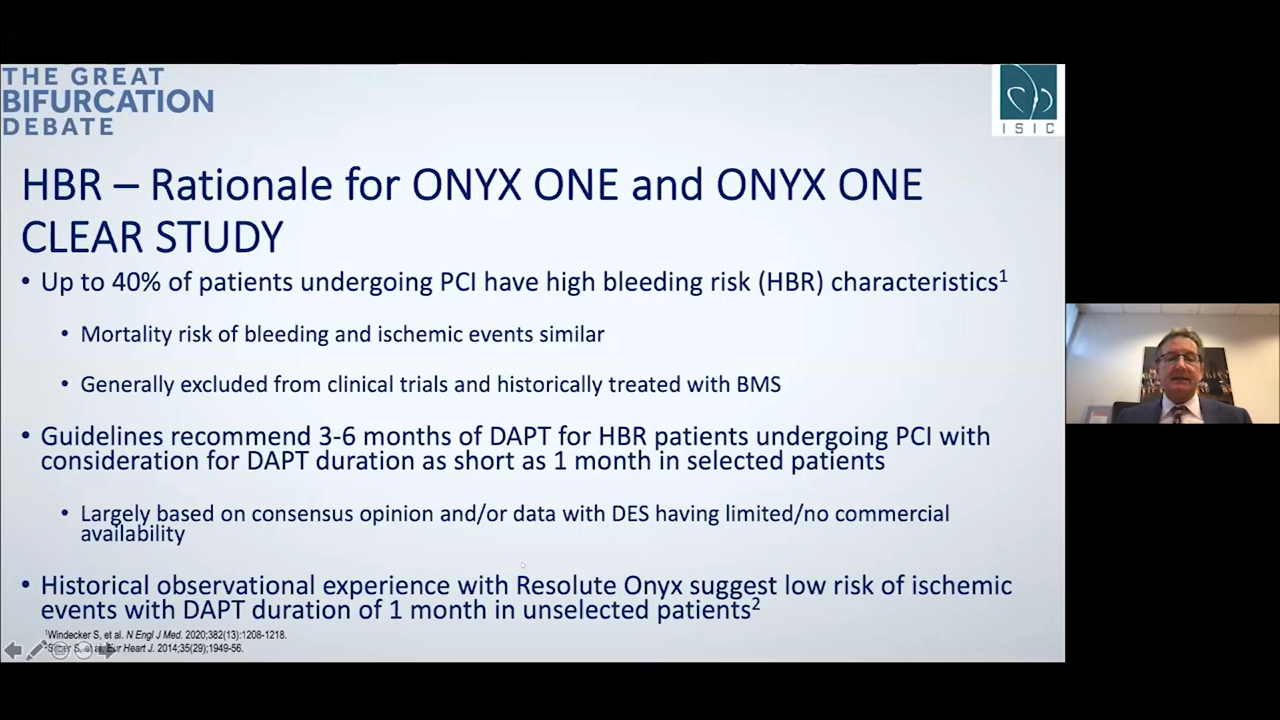 THE GREAT
BIFURCATION
DEBATE
ISIC
HBR – Rationale for ONYX ONE and ONYX ONE
CLEAR STUDY
• Up to 40% of patients undergoing PCI have high bleeding risk (HBR) characteristics¹
• Mortality risk of bleeding and ischemic events similar
• Generally excluded from clinical trials and historically treated with BMS
• Guidelines recommend 3-6 months of DAPT for HBR patients undergoing PCI with
consideration for DAPT duration as short as 1 month in selected patients
• Largely based on consensus opinion and/or data with DES having limited/no commercial
availability
• Historical observational experience with Resolute Onyx suggest low risk of ischemic
events with DAPT duration of 1 month in unselected patients²
¹Windecker S, et al. N Engl J Med. 2020;382(13):1208-1218.
S, et al. Eur Heart J. 2014;35(29);1949-56.